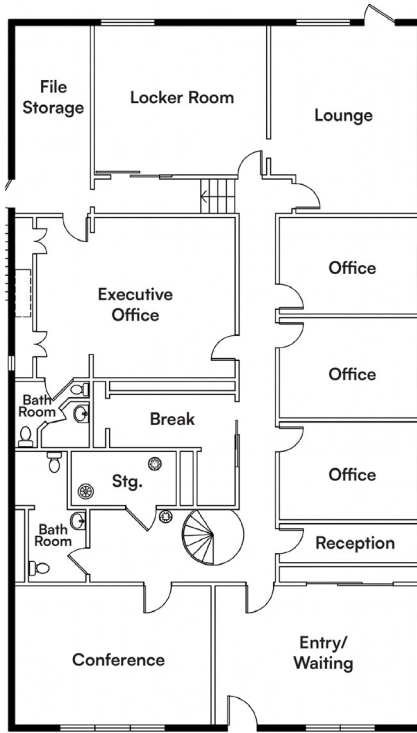 File
Storage
Locker Room
Lounge
Executive
Office
Office
Office
Bath
Room
Break
Office
Stg.
Bath
Room
Reception
Conference
Entry/
Waiting